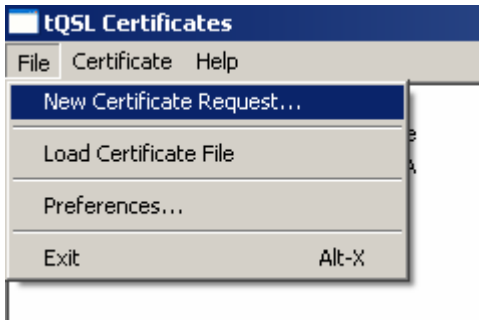 tQSL Certificates
File Certificate Help
New Certificate Request...
Load Certificate File
Preferences...
Exit Alt-X